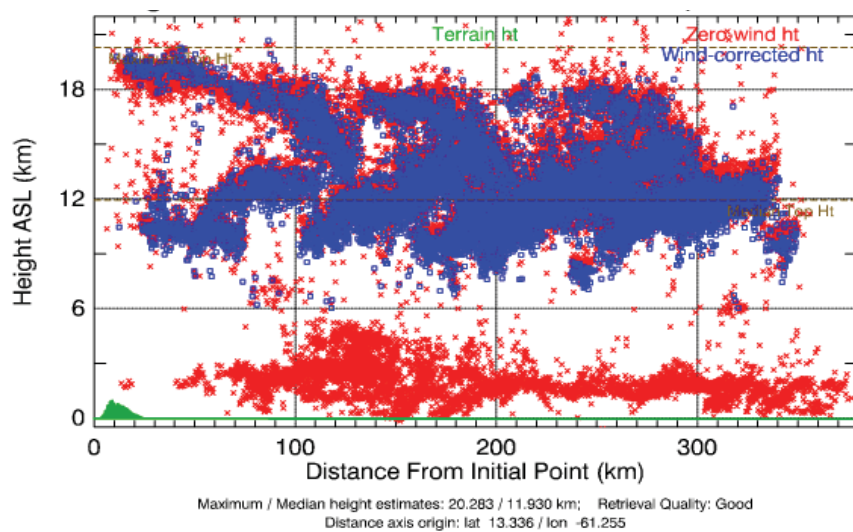 Terrain ht Zero-wind ht
Wind-corrected ht
Height ASL (km)
18
12
6
0
0 100 200 300
Distance From Initial Point (km)
Maximum / Median height estimates: 20.283 / 11.930 km; Retrieval Quality: Good
Distance axis origin: lat 13.336 / lon -61.255